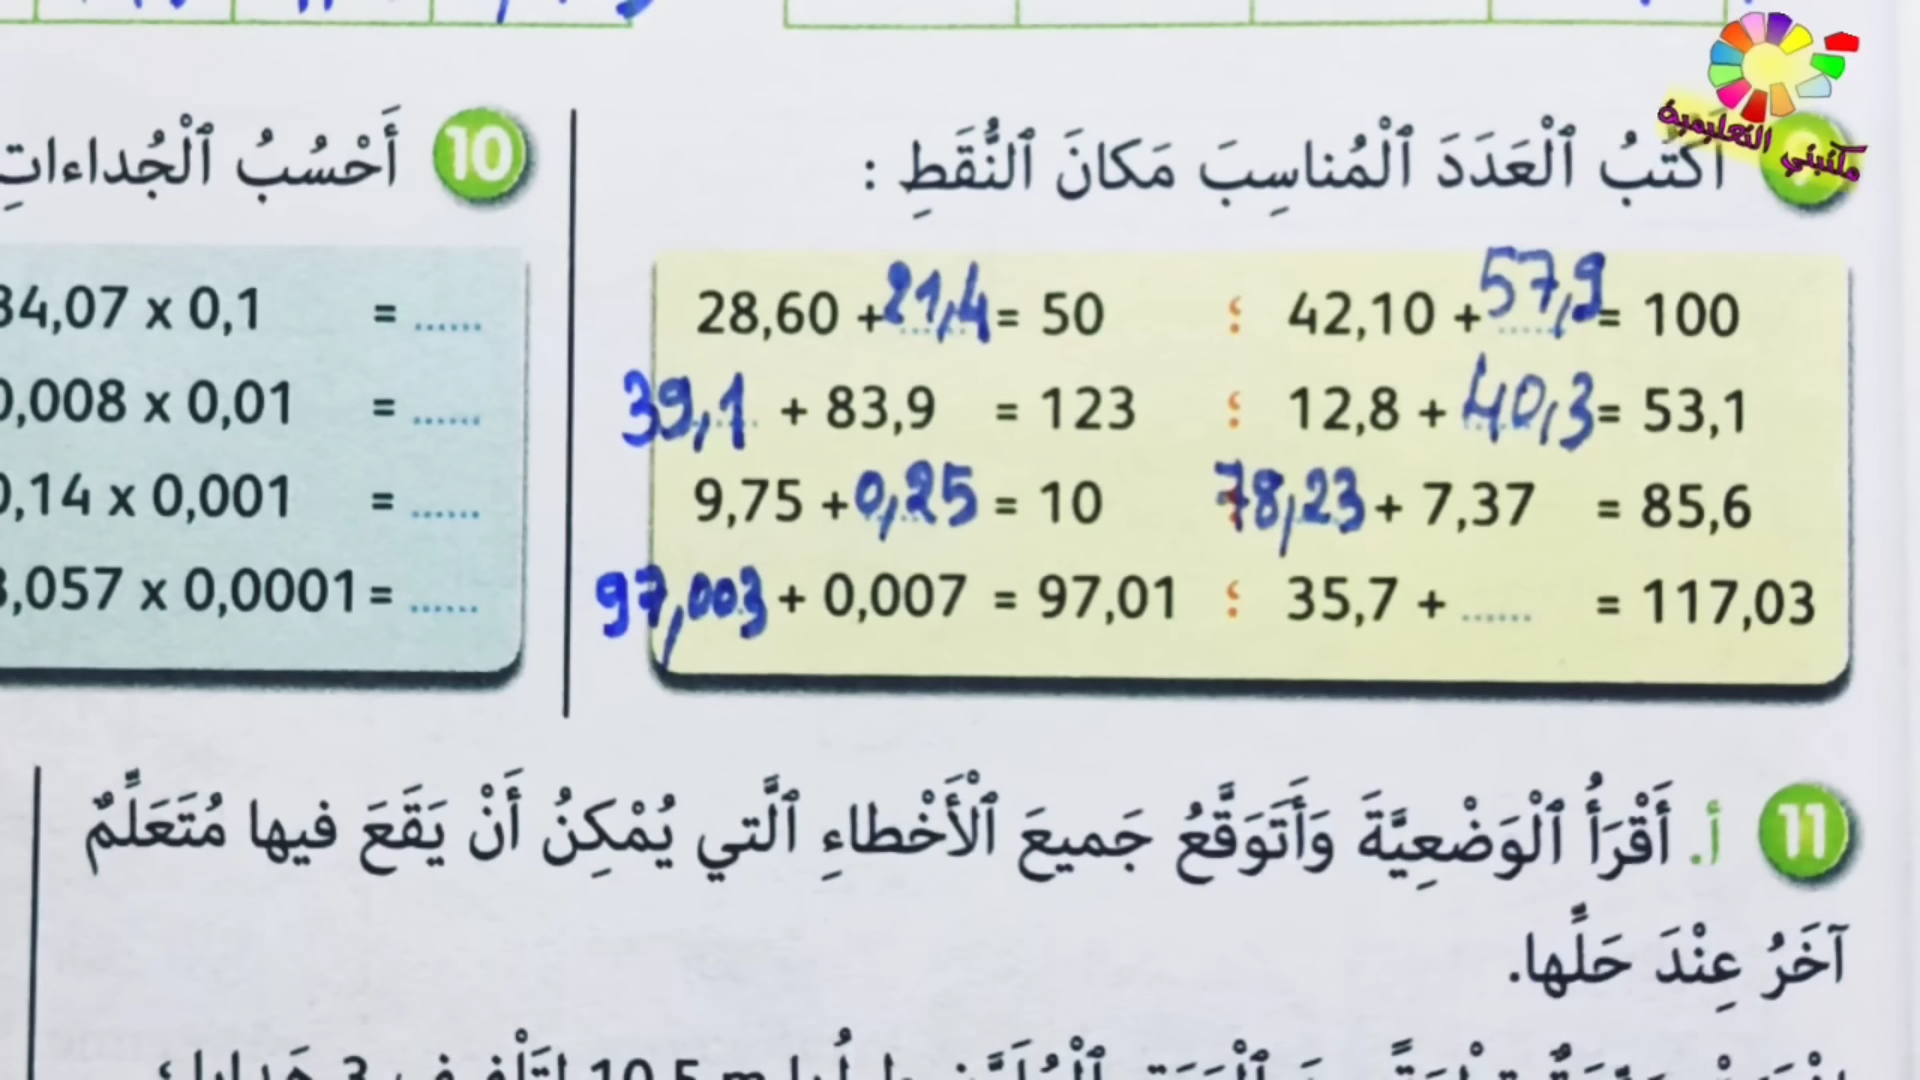 مكتبتي التعليمية
أَكْتُبُ ٱلْعَدَدَ ٱلْمُناسِبَ مَكانَ ٱلنُّقَطِ :
28,60 + 21,4 = 50 ؛ 42,10 + 57,9 = 100
39,1 + 83,9 = 123 ؛ 12,8 + 40,3 = 53,1
9,75 + 0,25 = 10 78,23 + 7,37 = 85,6
97,003 + 0,007 = 97,01 ؛ 35,7 + ...... = 117,03
10 أَحْسُبُ ٱلْجُداءاتِ
34,07 x 0,1 = ......
0,008 x 0,01 = ......
0,14 x 0,001 = ......
,057 x 0,0001 = ......
11 أ. أَقْرَأُ ٱلْوَضْعِيَّةَ وَأَتَوَقَّعُ جَميعَ ٱلْأَخْطاءِ ٱلَّتي يُمْكِنُ أَنْ يَقَعَ فيها مُتَعَلِّمٌ
آخَرُ عِنْدَ حَلِّها.